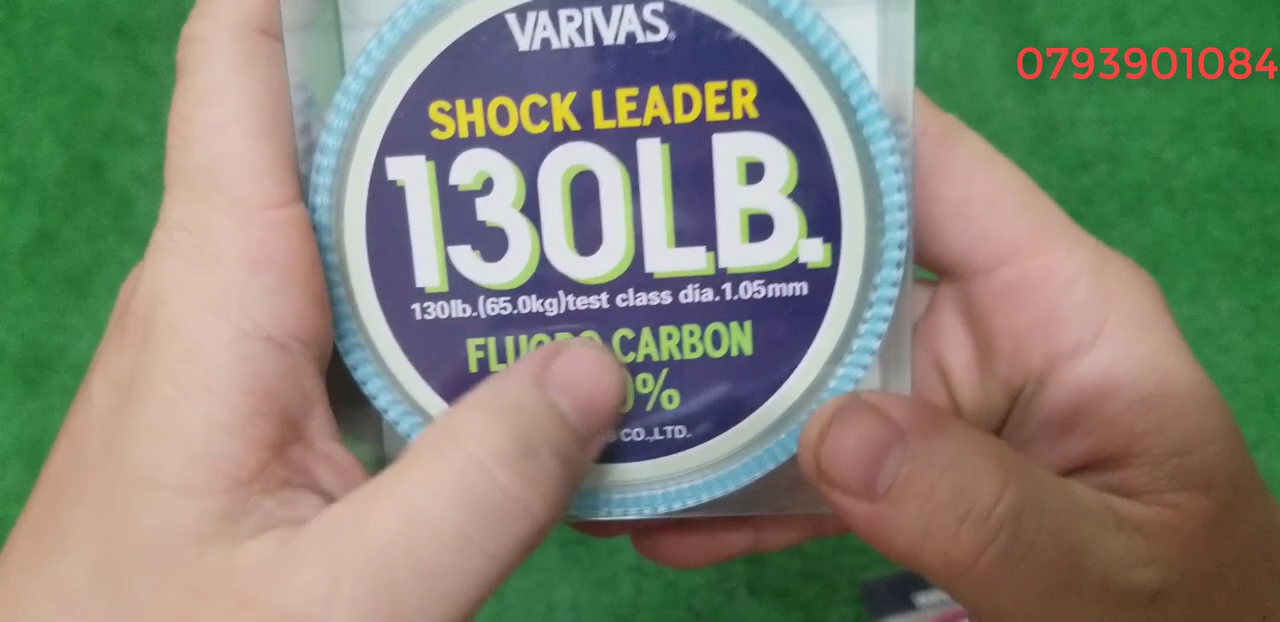 VARIVAS®
0793901084
SHOCK LEADER
130LB.
130lb.(65.0kg)test class dia.1.05mm
CARBON
CO.,LTD.